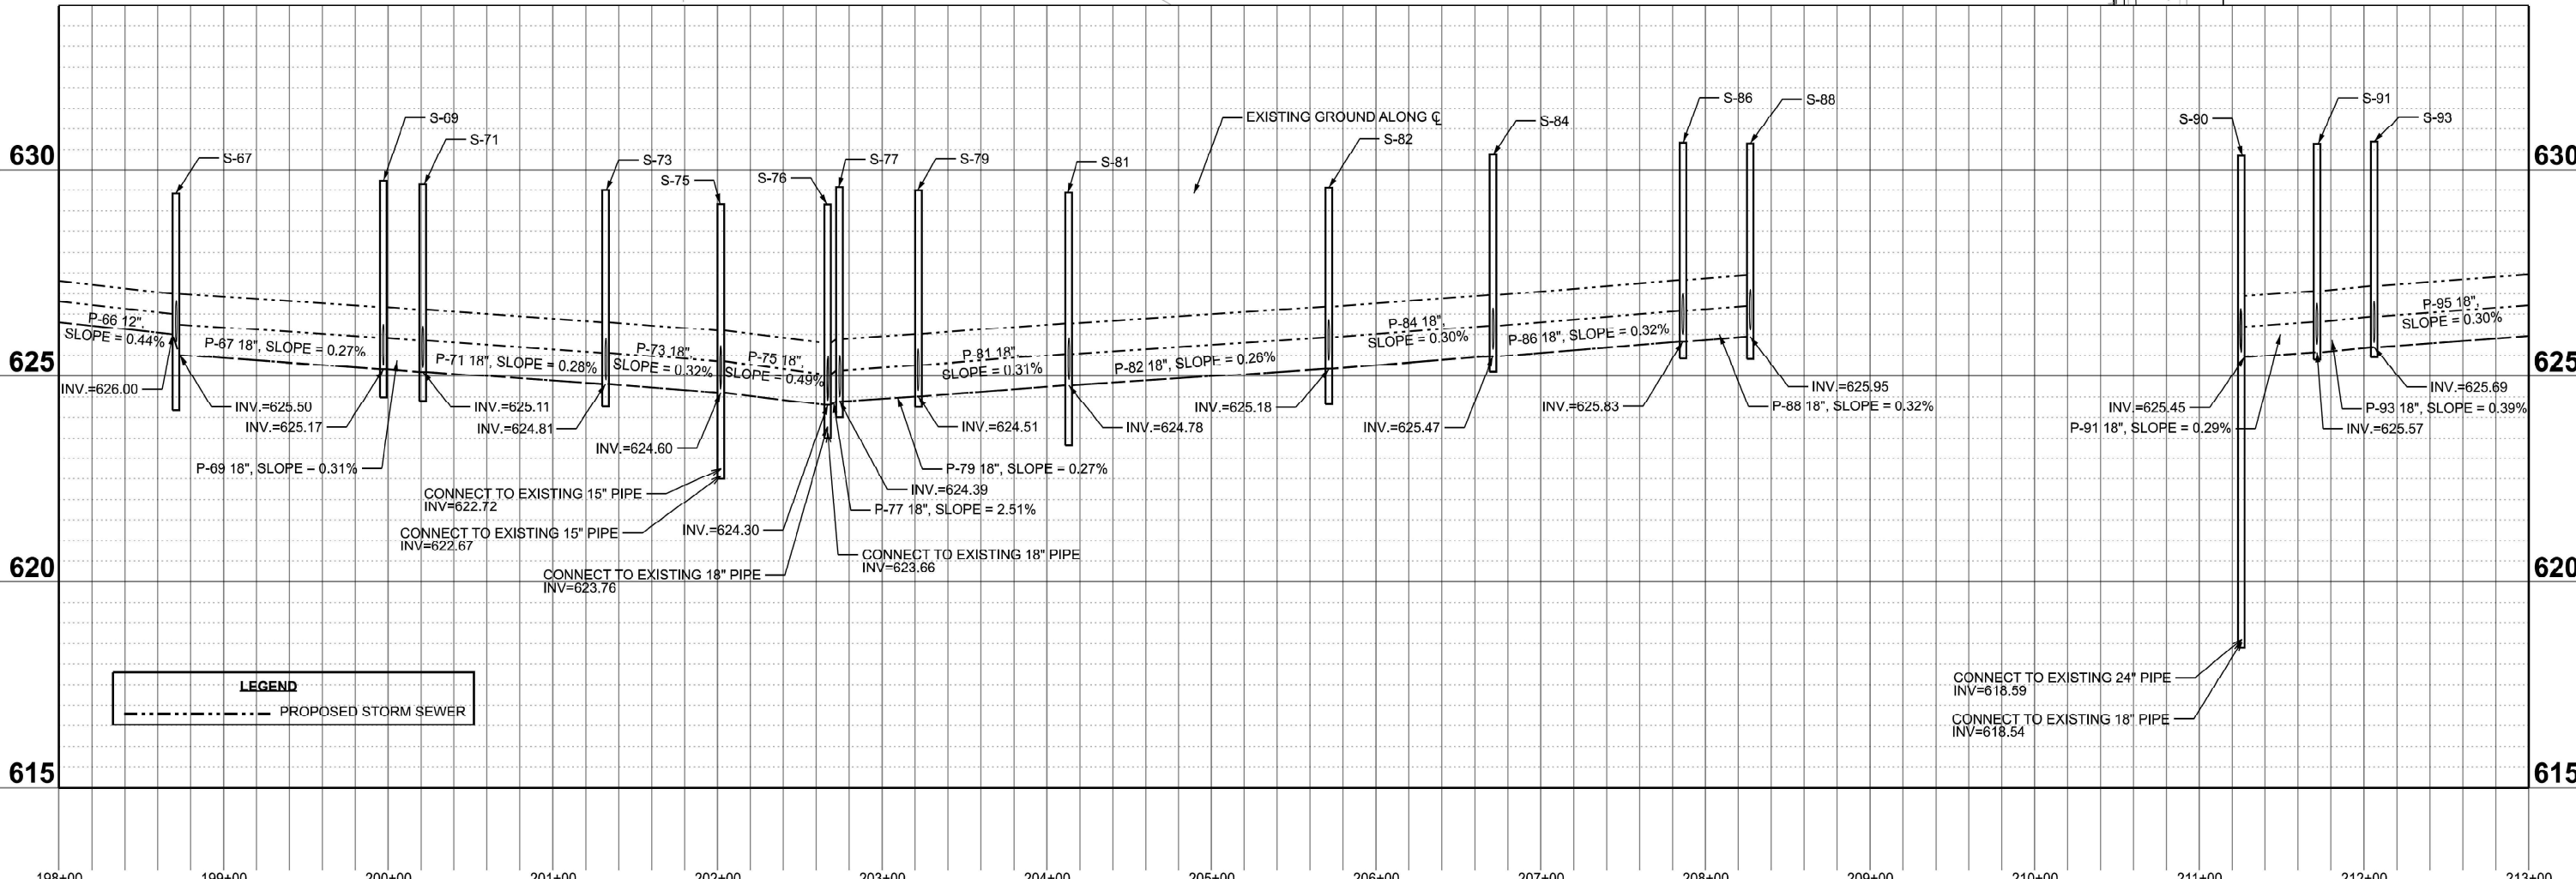 S-86
S-88
S-91
S-69
EXISTING GROUND ALONG ℄
S-84
S-90
S-93
S-71
S-82
630
S-67
S-73
S-77
S-79
S-81
630
S-75
S-76
P-66 12",
SLOPE = 0.44%
P-67 18", SLOPE = 0.27%
P-71 18", SLOPE = 0.28%
P-73 18",
SLOPE = 0.32%
P-75 18",
SLOPE = 0.49%
P-81 18"
SLOPE = 0.31%
P-82 18", SLOPE = 0.26%
P-84 18",
SLOPE = 0.30%
P-86 18", SLOPE = 0.32%
P-95 18",
SLOPE = 0.30%
625
625
INV.=626.00
INV.=625.50
INV.=625.17
INV.=625.11
INV.=624.81
INV.=624.60
INV.=624.51
INV.=624.78
INV.=625.18
INV.=625.47
INV.=625.83
INV.=625.95
P-88 18", SLOPE = 0.32%
INV.=625.45
P-91 18", SLOPE = 0.29%
INV.=625.69
P-93 18", SLOPE = 0.39%
INV.=625.57
P-69 18", SLOPE = 0.31%
P-79 18", SLOPE = 0.27%
CONNECT TO EXISTING 15" PIPE
INV=622.72
INV.=624.39
P-77 18", SLOPE = 2.51%
CONNECT TO EXISTING 15" PIPE
INV=622.67
INV.=624.30
CONNECT TO EXISTING 18" PIPE
INV=623.66
CONNECT TO EXISTING 18" PIPE
INV=623.76
620
620
CONNECT TO EXISTING 24" PIPE
INV=618.59
CONNECT TO EXISTING 18" PIPE
INV=618.54
LEGEND
PROPOSED STORM SEWER
615
615
198+00 199+00 200+00 201+00 202+00 203+00 204+00 205+00 206+00 207+00 208+00 209+00 210+00 211+00 212+00 213+00